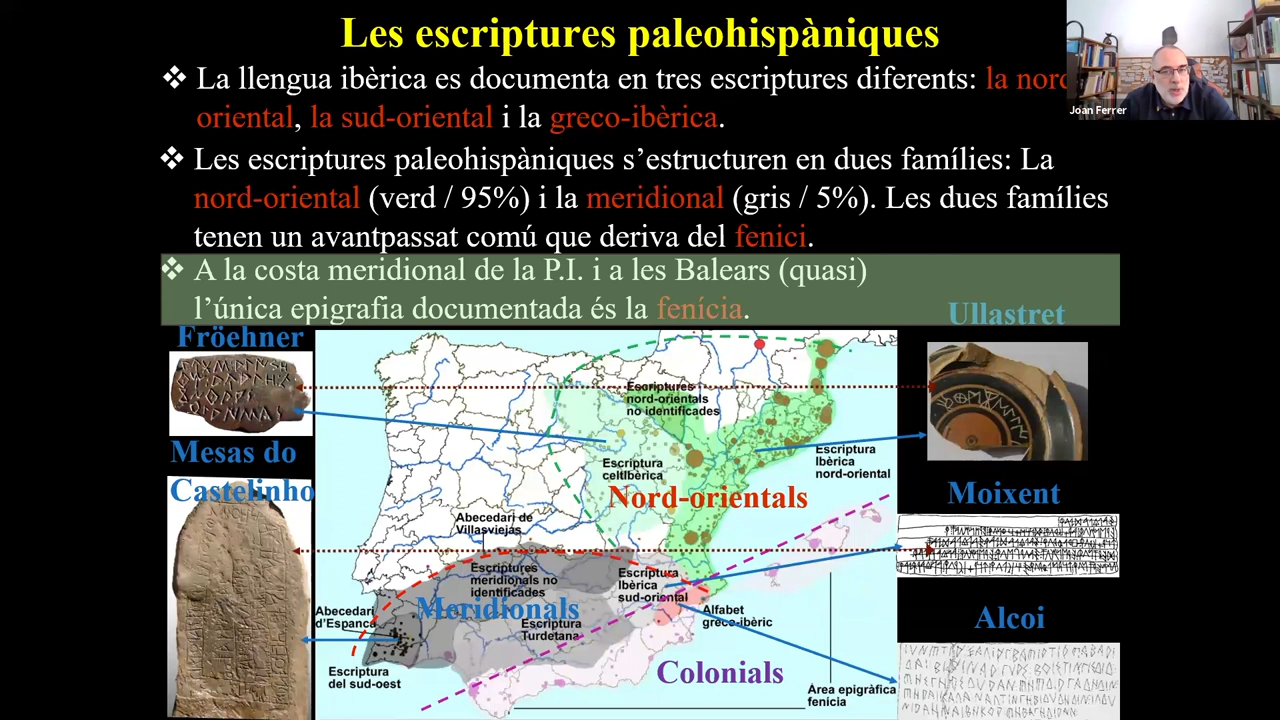 Les escriptures paleohispàniques
❖ La llengua ibèrica es documenta en tres escriptures diferents: la nord
oriental, la sud-oriental i la greco-ibèrica.
❖ Les escriptures paleohispàniques s’estructuren en dues famílies: La
nord-oriental (verd / 95%) i la meridional (gris / 5%). Les dues famílies
tenen un avantpassat comú que deriva del fenici.
❖ A la costa meridional de la P.I. i a les Balears (quasi)
l’única epigrafia documentada és la fenícia.
Joan Ferrer
Fröehner
Mesas do
Castelinho
Escriptures
nord-orientals
no identificades
Escriptura
celtibèrica
Escriptura
Ibèrica
nord-oriental
Nord-orientals
Abecedari de
Villasviejas
Escriptures
meridionals no
identificades
Meridionals
Escriptura
Ibèrica
sud-oriental
Abecedari
d'Espanca
Escriptura
Turdetana
Alfabet
greco-ibèric
Escriptura
del sud-oest
Colonials
Àrea epigràfica
fenícia
Ullastret
Moixent
Alcoi